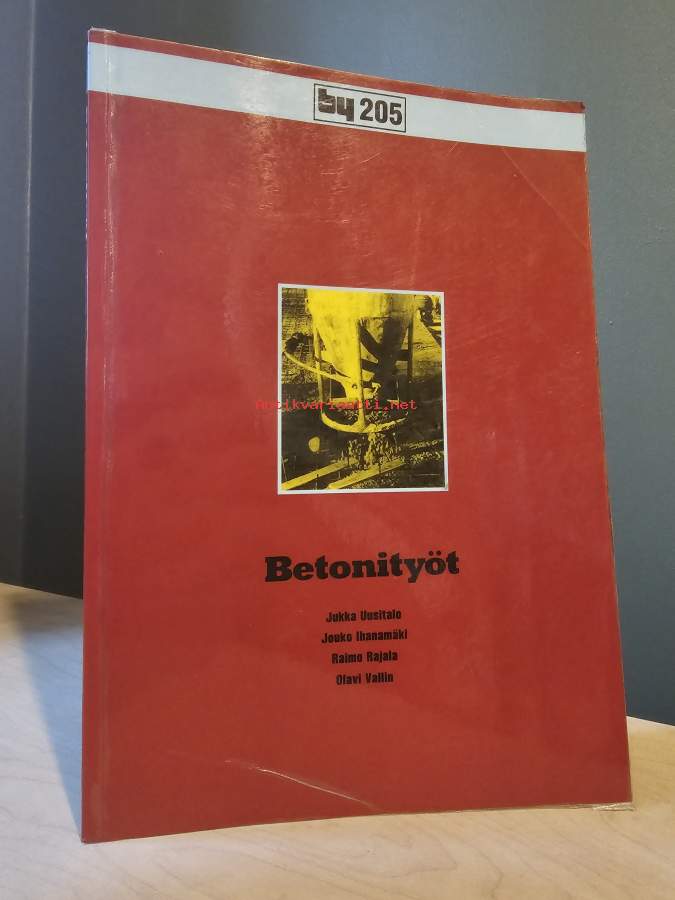 by 205
antikvariaatti.net
Betonityöt
Jukka Uusitalo
Jouko Ihanamäki
Raimo Rajala
Olavi Vallin